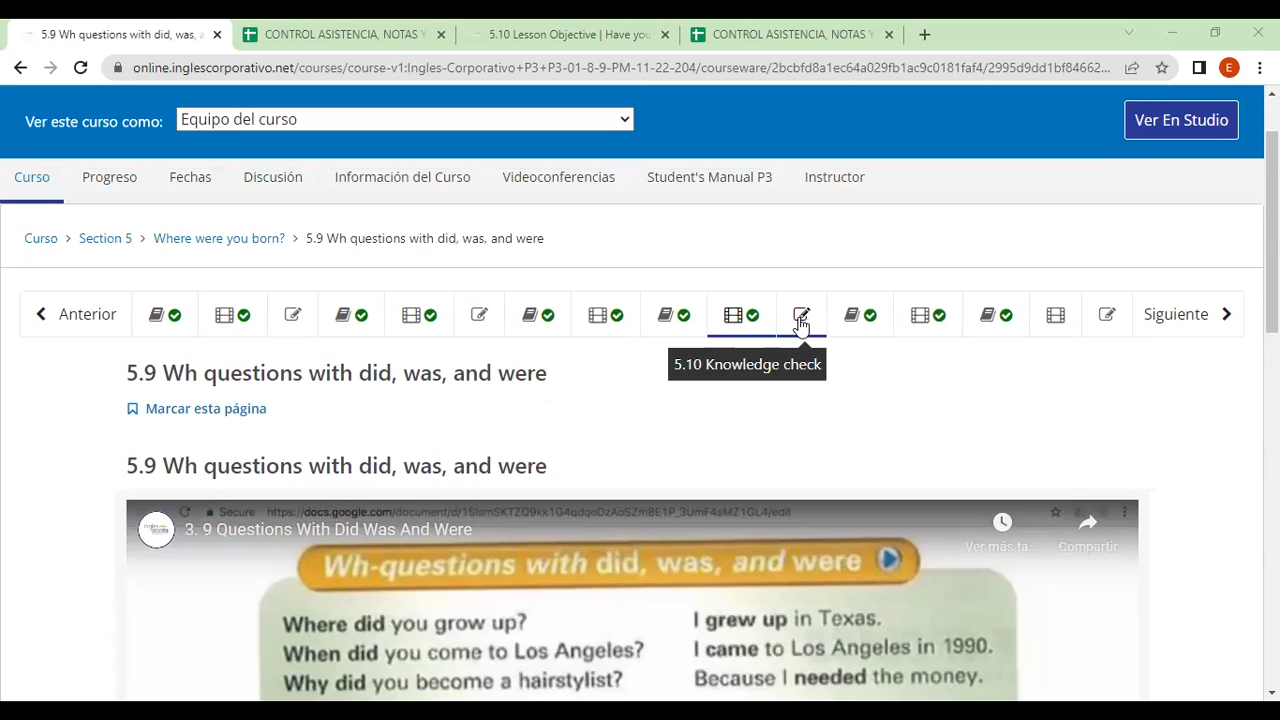 5.9 Wh questions with did, was, a
CONTROL ASISTENCIA, NOTAS Y
5.10 Lesson Objective | Have you
CONTROL ASISTENCIA, NOTAS Y
online.inglescorporativo.net/courses/course-v1:Ingles-Corporativo+P3+P3-01-8-9-PM-11-22-204/courseware/2bcbfd8a1ec64a029fb1ac9c0181faf4/2995d9dd1bf84662...
E
Ver este curso como:
Equipo del curso
Ver En Studio
Curso
Progreso
Fechas
Discusión
Información del Curso
Videoconferencias
Student's Manual P3
Instructor
Curso > Section 5 > Where were you born? > 5.9 Wh questions with did, was, and were
Anterior
Siguiente
5.10 Knowledge check
5.9 Wh questions with did, was, and were
Marcar esta página
5.9 Wh questions with did, was, and were
3. 9 Questions With Did Was And Were
Ver más ta...
Compartir
Wh-questions with did, was, and were
Where did you grow up? I grew up in Texas.
When did you come to Los Angeles? I came to Los Angeles in 1990.
Why did you become a hairstylist? Because I needed the money.